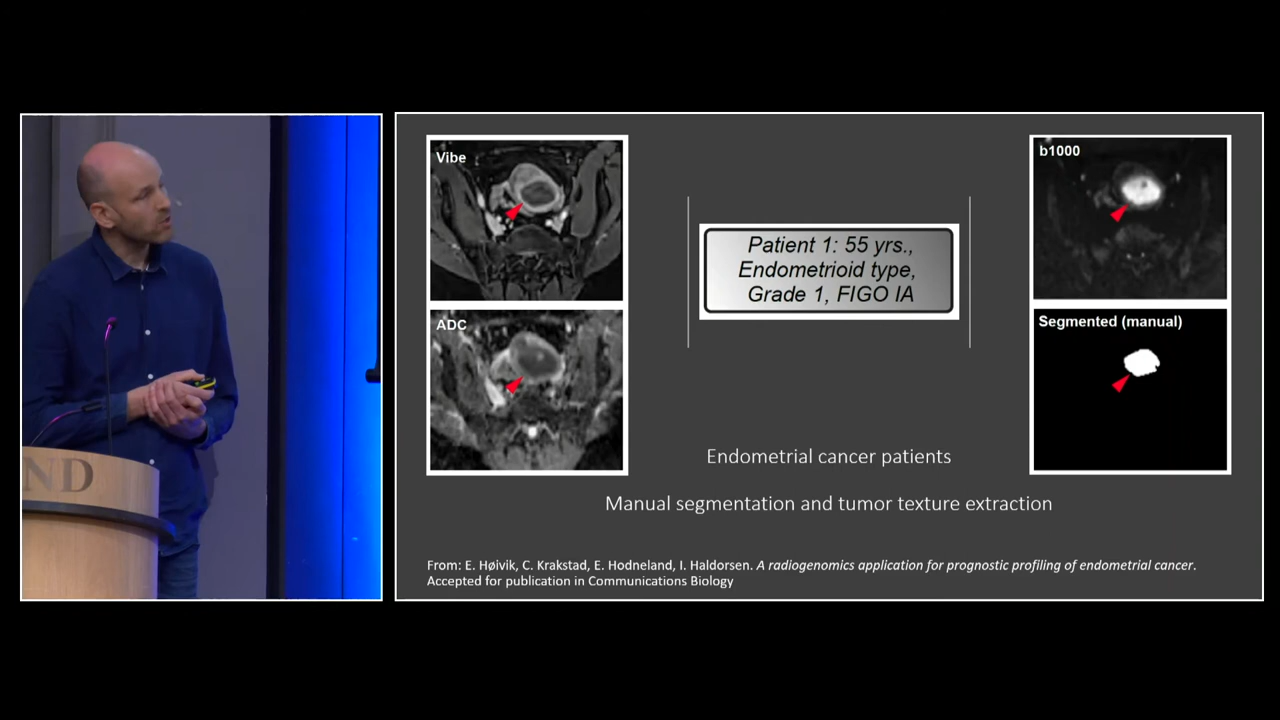 ND
Vibe
ADC
Patient 1: 55 yrs.,
Endometrioid type,
Grade 1, FIGO IA
b1000
Segmented (manual)
Endometrial cancer patients
Manual segmentation and tumor texture extraction
From: E. Høivik, C. Krakstad, E. Hodneland, I. Haldorsen. A radiogenomics application for prognostic profiling of endometrial cancer.
Accepted for publication in Communications Biology